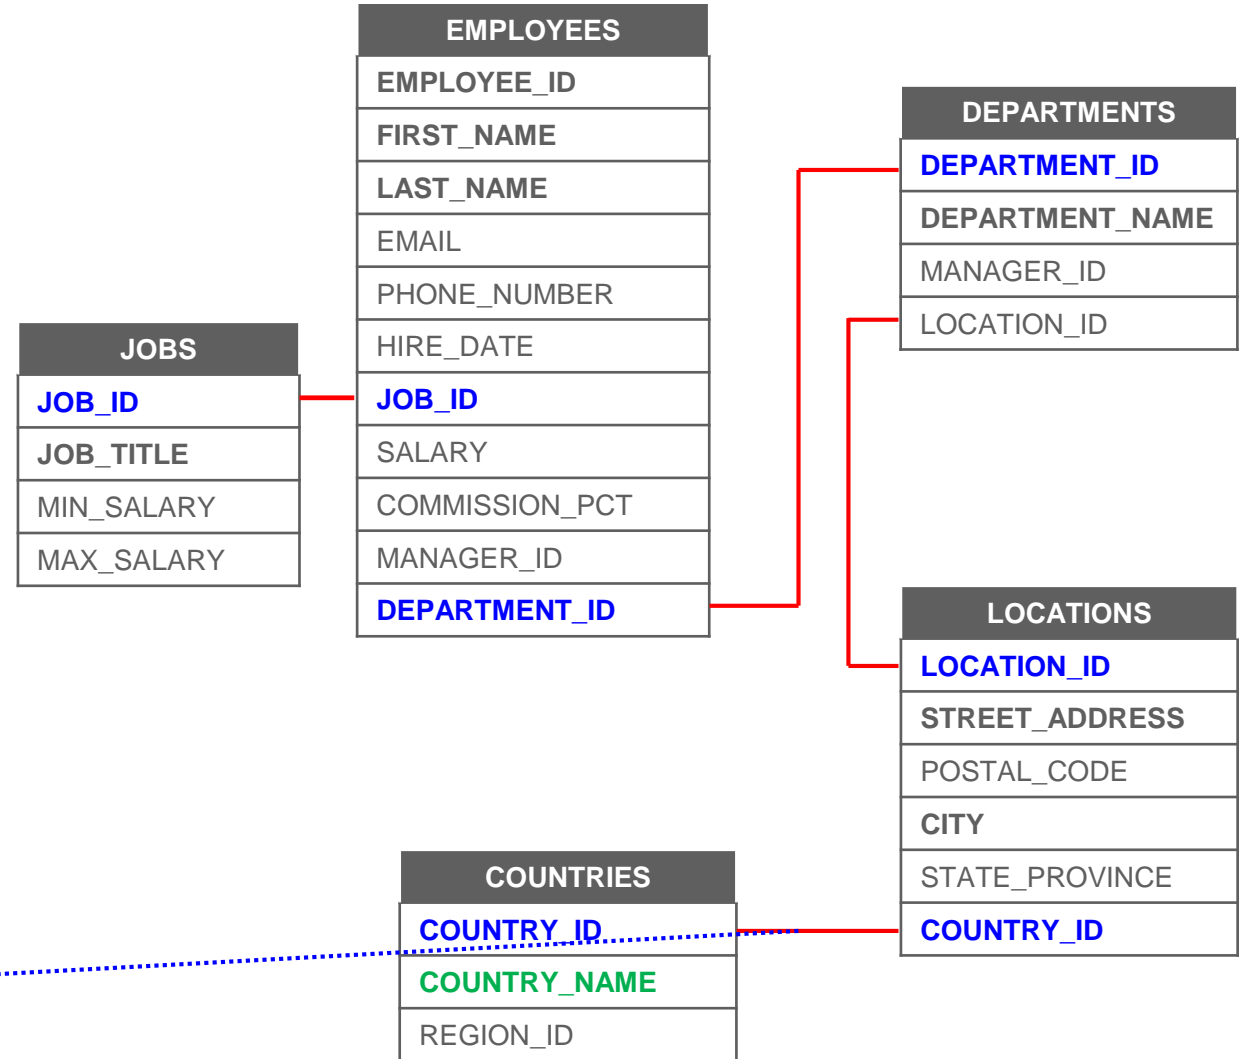 EMPLOYEES
EMPLOYEE_ID
FIRST_NAME
LAST_NAME
EMAIL
PHONE_NUMBER
HIRE_DATE
JOB_ID
SALARY
COMMISSION_PCT
MANAGER_ID
DEPARTMENT_ID
DEPARTMENTS
DEPARTMENT_ID
DEPARTMENT_NAME
MANAGER_ID
LOCATION_ID
JOBS
JOB_ID
JOB_TITLE
MIN_SALARY
MAX_SALARY
LOCATIONS
LOCATION_ID
STREET_ADDRESS
POSTAL_CODE
CITY
STATE_PROVINCE
COUNTRY_ID
COUNTRIES
COUNTRY_ID
COUNTRY_NAME
REGION_ID